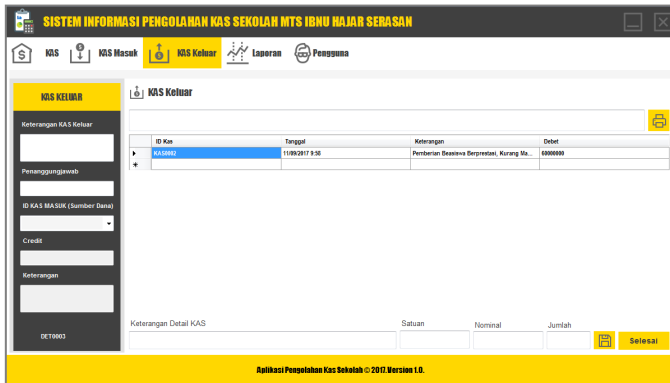 SISTEM INFORMASI PENGOLAHAN KAS SEKOLAH MTS IBNU HAJAR SERASAN
KAS KAS Masuk KAS Keluar Laporan Pengguna
KAS KELUAR
KAS Keluar
Keterangan KAS Keluar
ID Kas Tanggal Keterangan Debet
KAS0002 11/09/2017 9:58 Pemberian Beasiswa Berprestasi, Kurang Ma... 60000000
Penanggungjawab
ID KAS MASUK (Sumber Dana)
Credit
Keterangan
Keterangan Detail KAS Satuan Nominal Jumlah
DET0003
Selesai
Aplikasi Pengolahan Kas Sekolah © 2017. Version 1.0.